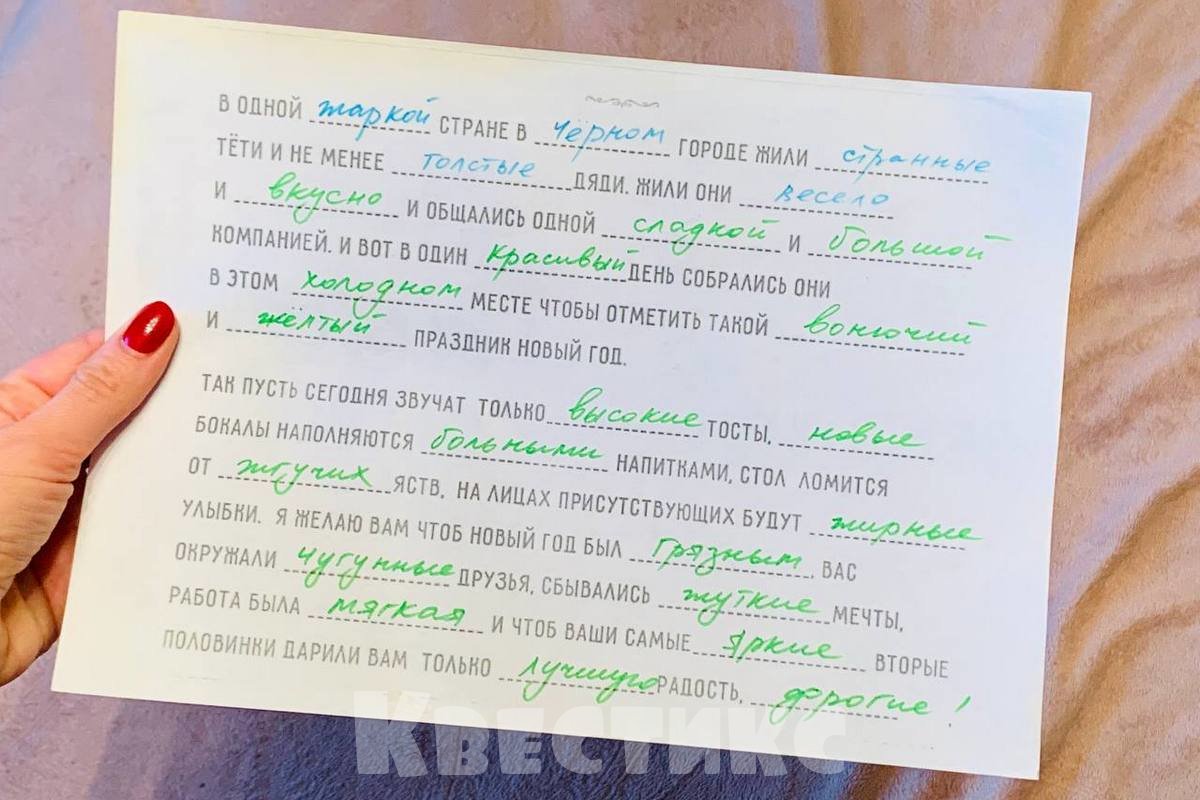 В ОДНОЙ жаркой СТРАНЕ В чёрном ГОРОДЕ ЖИЛИ странные
ТЁТИ И НЕ МЕНЕЕ толстые ДЯДИ. ЖИЛИ ОНИ весело
И вкусно И ОБЩАЛИСЬ ОДНОЙ сладкой И большой
КОМПАНИЕЙ. И ВОТ В ОДИН красивый ДЕНЬ СОБРАЛИСЬ ОНИ
В ЭТОМ холодном МЕСТЕ ЧТОБЫ ОТМЕТИТЬ ТАКОЙ вонючий
И жёлтый ПРАЗДНИК НОВЫЙ ГОД.
ТАК ПУСТЬ СЕГОДНЯ ЗВУЧАТ ТОЛЬКО высокие ТОСТЫ, новые
БОКАЛЫ НАПОЛНЯЮТСЯ больными НАПИТКАМИ, СТОЛ ЛОМИТСЯ
ОТ жгучих ЯСТВ, НА ЛИЦАХ ПРИСУТСТВУЮЩИХ БУДУТ жирные
УЛЫБКИ. Я ЖЕЛАЮ ВАМ ЧТОБ НОВЫЙ ГОД БЫЛ грязным, ВАС
ОКРУЖАЛИ чугунные ДРУЗЬЯ, СБЫВАЛИСЬ жуткие МЕЧТЫ,
РАБОТА БЫЛА мягкая И ЧТОБ ВАШИ САМЫЕ яркие ВТОРЫЕ
ПОЛОВИНКИ ДАРИЛИ ВАМ ТОЛЬКО лучшую РАДОСТЬ, дорогие!
КВЕСТИКС